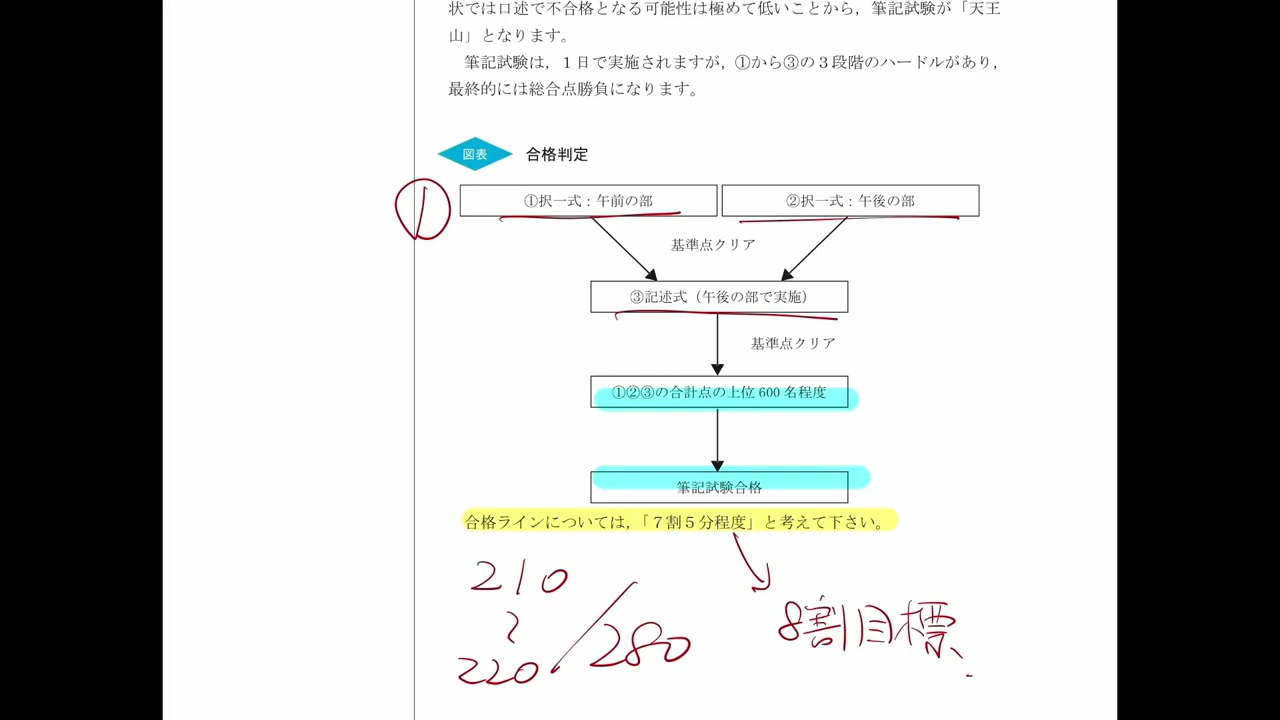 状では口述で不合格となる可能性は極めて低いことから，筆記試験が「天王
山」となります。
筆記試験は，１日で実施されますが，①から③の３段階のハードルがあり，
最終的には総合点勝負になります。
図表 合格判定
①
①択一式：午前の部 ②択一式：午後の部
基準点クリア
③記述式（午後の部で実施）
基準点クリア
①②③の合計点の上位 600 名程度
筆記試験合格
合格ラインについては，「７割５分程度」と考えて下さい。
210
〜
220 / 280
8割目標